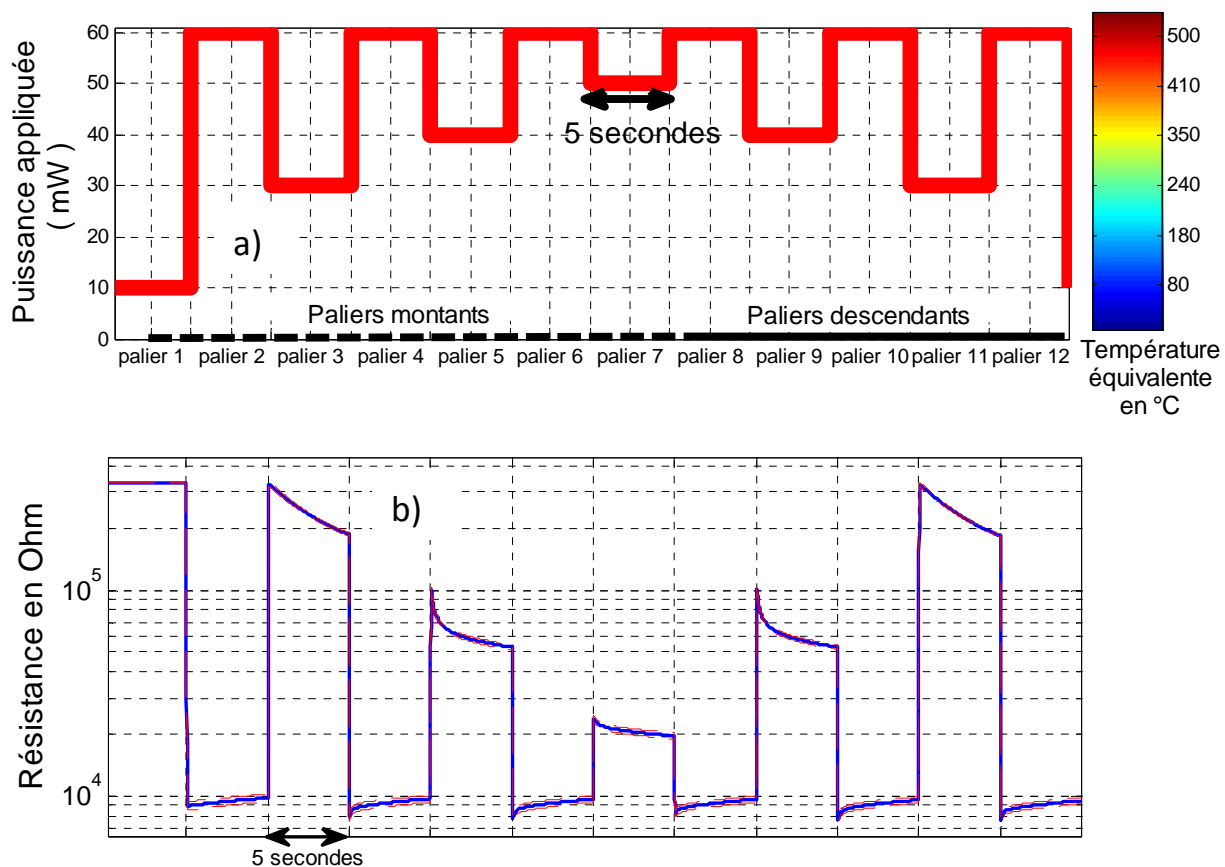 Puissance appliquée
( mW)
60
50
40
30
20
10
0
a)
5 secondes
Paliers montants
Paliers descendants
palier 1 palier 2 palier 3 palier 4 palier 5 palier 6 palier 7 palier 8 palier 9 palier 10 palier 11 palier 12
500
410
350
240
180
80
Température
équivalente
en °C
Résistance en Ohm
10^5
10^4
b)
5 secondes